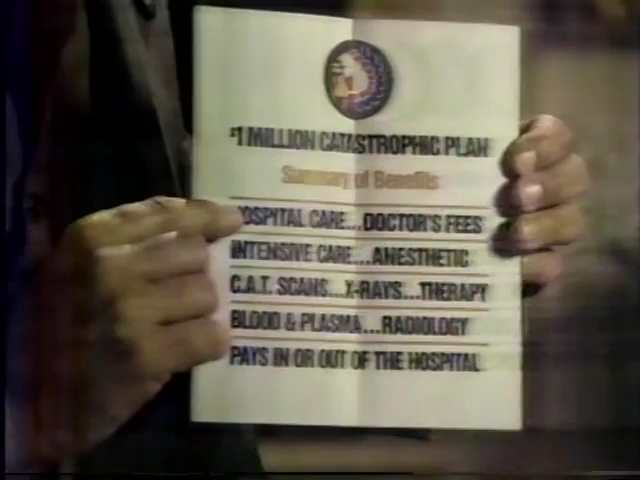 $1 MILLION CATASTROPHIC PLAN
Summary of Benefits
HOSPITAL CARE...DOCTOR'S FEES
INTENSIVE CARE...ANESTHETIC
C.A.T. SCANS...X-RAYS...THERAPY
BLOOD & PLASMA...RADIOLOGY
PAYS IN OR OUT OF THE HOSPITAL